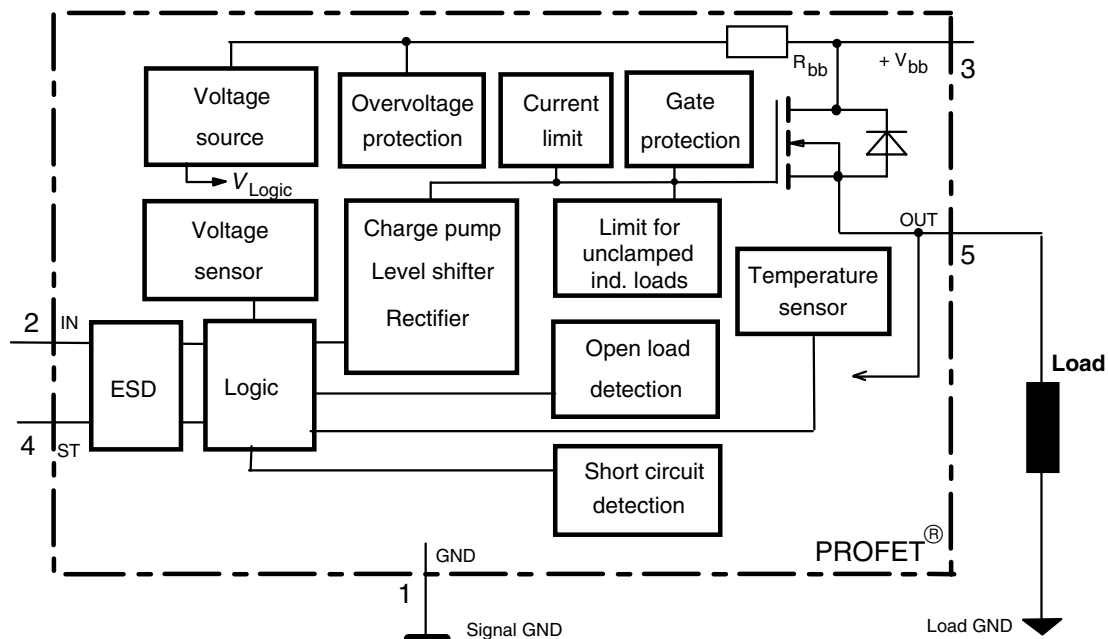 R bb
+ V bb
3
Voltage
source
Overvoltage
protection
Current
limit
Gate
protection
V Logic
Voltage
sensor
Charge pump
Level shifter
Rectifier
Limit for
unclamped
ind. loads
OUT
5
Temperature
sensor
2
IN
ESD
Logic
Open load
detection
Load
4
ST
Short circuit
detection
PROFET®
GND
1
Signal GND
Load GND